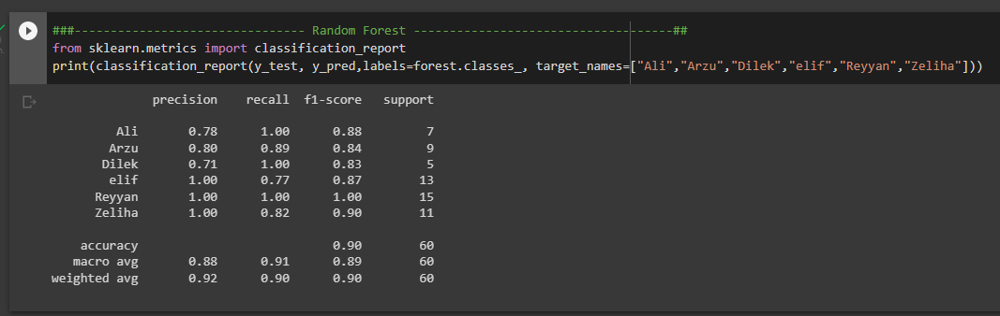 ###-------------------------------- Random Forest -------------------------------------##
from sklearn.metrics import classification_report
print(classification_report(y_test, y_pred,labels=forest.classes_, target_names=["Ali","Arzu","Dilek","elif","Reyyan","Zeliha"]))
precision recall f1-score support
Ali 0.78 1.00 0.88 7
Arzu 0.80 0.89 0.84 9
Dilek 0.71 1.00 0.83 5
elif 1.00 0.77 0.87 13
Reyyan 1.00 1.00 1.00 15
Zeliha 1.00 0.82 0.90 11
accuracy 0.90 60
macro avg 0.88 0.91 0.89 60
weighted avg 0.92 0.90 0.90 60